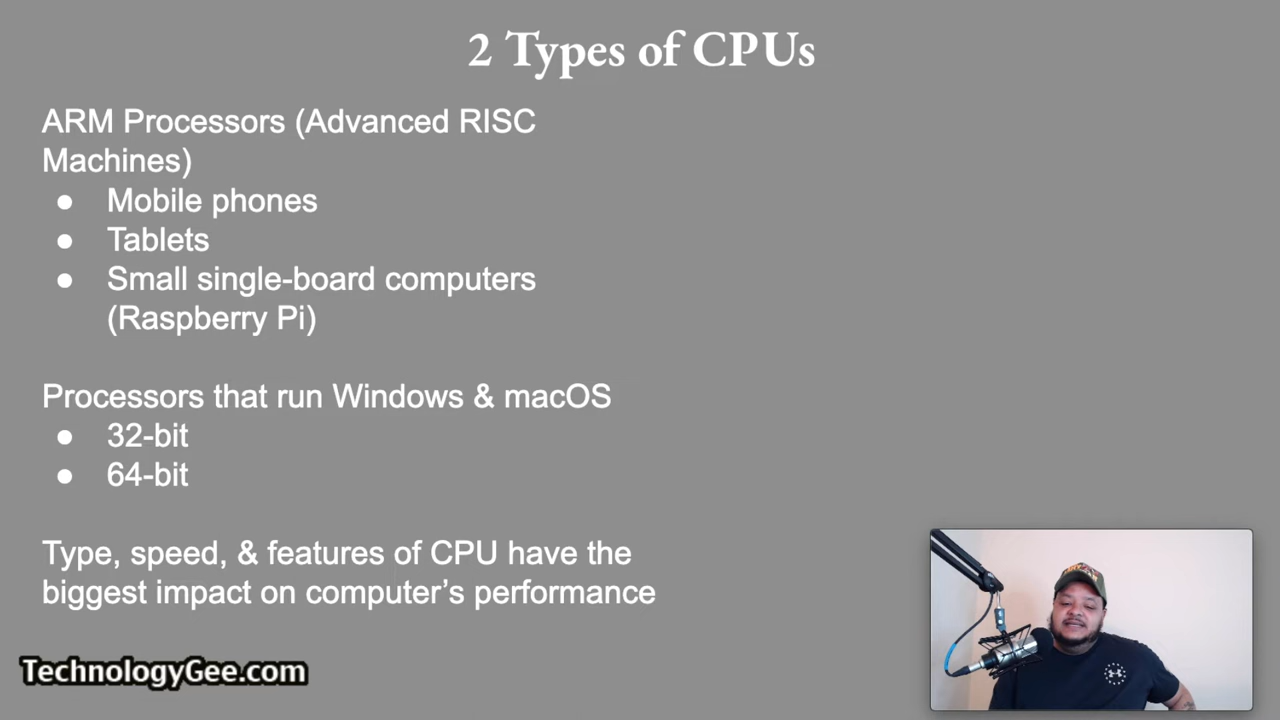 2 Types of CPUs
ARM Processors (Advanced RISC
Machines)
● Mobile phones
● Tablets
● Small single-board computers
(Raspberry Pi)
Processors that run Windows & macOS
● 32-bit
● 64-bit
Type, speed, & features of CPU have the
biggest impact on computer’s performance
TechnologyGee.com